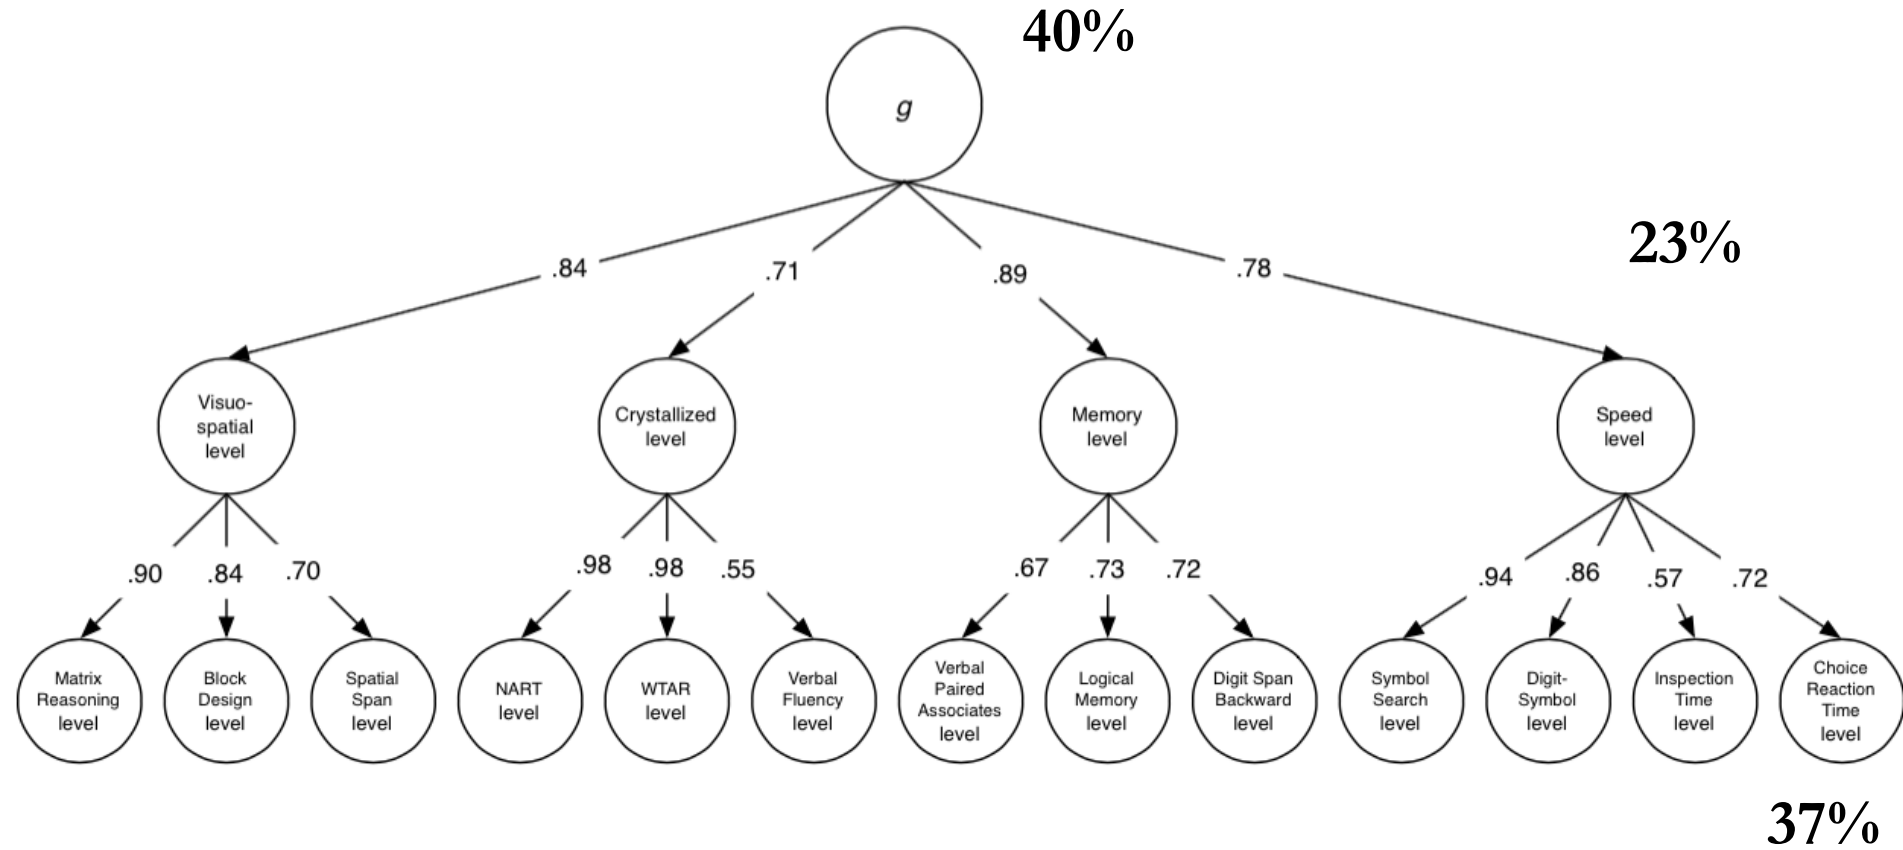 40%
g
23%
.84
.71
.89
.78
Visuo-
spatial
level
Crystallized
level
Memory
level
Speed
level
.90
.84
.70
.98
.98
.55
.67
.73
.72
.94
.86
.57
.72
Matrix
Reasoning
level
Block
Design
level
Spatial
Span
level
NART
level
WTAR
level
Verbal
Fluency
level
Verbal
Paired
Associates
level
Logical
Memory
level
Digit Span
Backward
level
Symbol
Search
level
Digit-
Symbol
level
Inspection
Time
level
Choice
Reaction
Time
level
37%